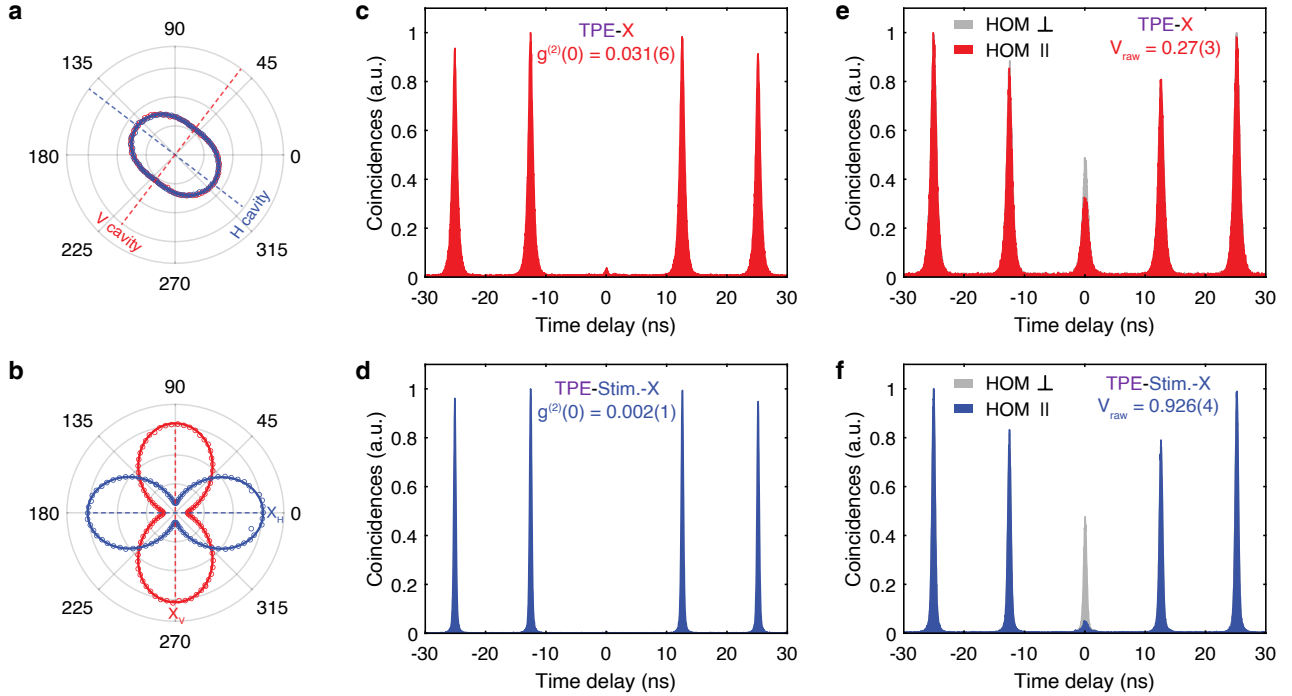 a
90
135
45
180
0
V cavity
H cavity
225
315
270
c
TPE-X
g(2)(0) = 0.031(6)
Coincidences (a.u.)
1
0.8
0.6
0.4
0.2
0
-30 -20 -10 0 10 20 30
Time delay (ns)
e
HOM ⊥
HOM ||
TPE-X
Vraw = 0.27(3)
Coincidences (a.u.)
1
0.8
0.6
0.4
0.2
0
-30 -20 -10 0 10 20 30
Time delay (ns)
b
90
135
45
180
XH
0
225
XV
315
270
d
TPE-Stim.-X
g(2)(0) = 0.002(1)
Coincidences (a.u.)
1
0.8
0.6
0.4
0.2
0
-30 -20 -10 0 10 20 30
Time delay (ns)
f
HOM ⊥
HOM ||
TPE-Stim.-X
Vraw = 0.926(4)
Coincidences (a.u.)
1
0.8
0.6
0.4
0.2
0
-30 -20 -10 0 10 20 30
Time delay (ns)